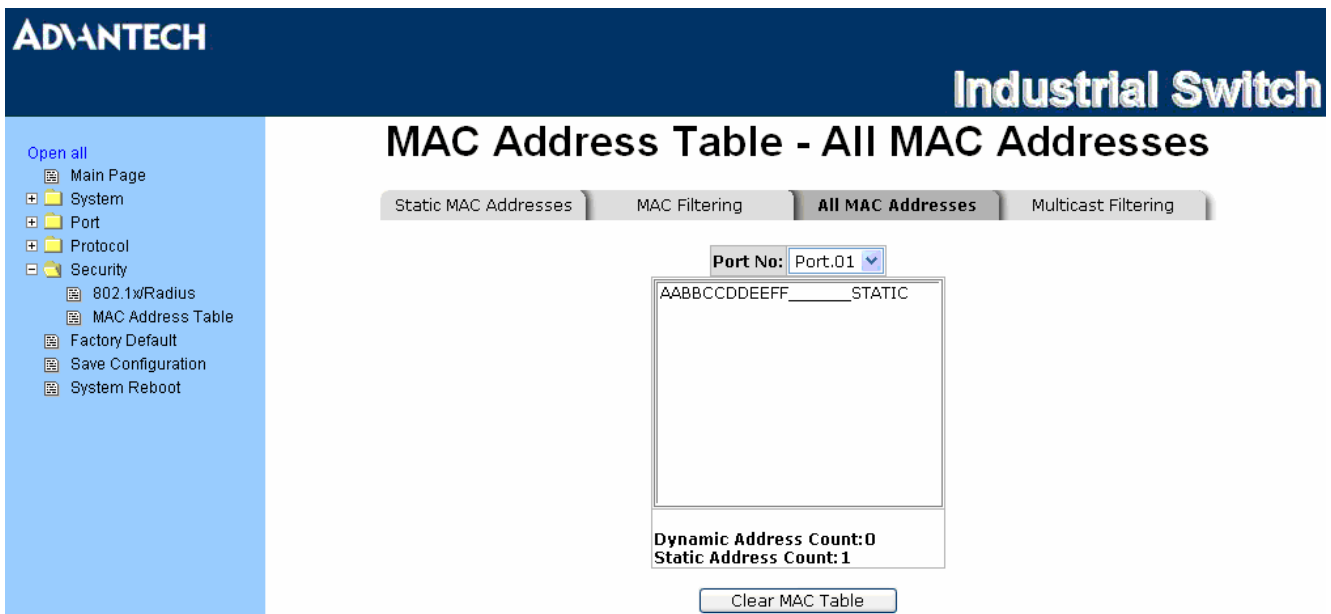 ADVANTECH
Industrial Switch
Open all
Main Page
System
Port
Protocol
Security
802.1x/Radius
MAC Address Table
Factory Default
Save Configuration
System Reboot
MAC Address Table - All MAC Addresses
Static MAC Addresses
MAC Filtering
All MAC Addresses
Multicast Filtering
Port No: Port.01
AABBCCDDEEFF______STATIC
Dynamic Address Count:0
Static Address Count:1
Clear MAC Table